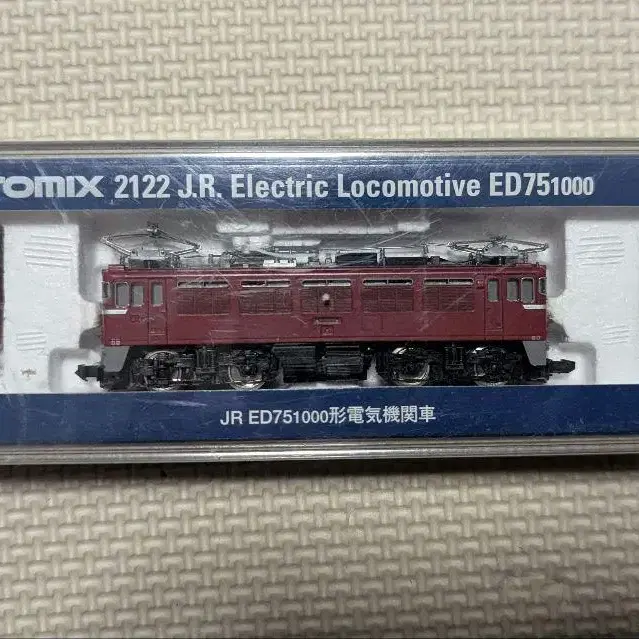 TOMIX 2122 J.R. Electric Locomotive ED751000
JR ED751000形電気機関車